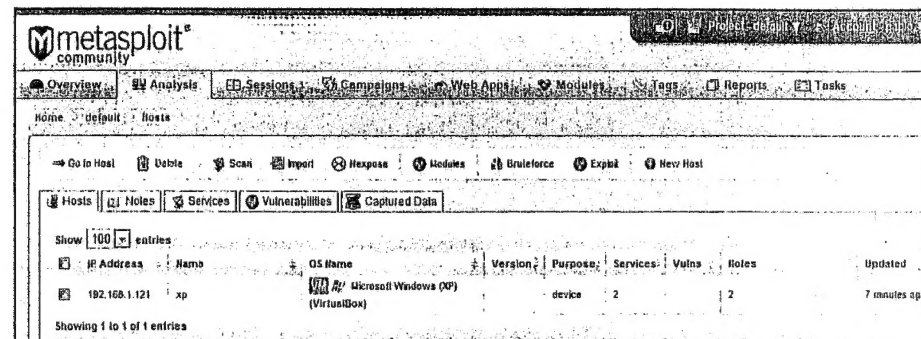 metasploit®
community
Overview Analysis Sessions Campaigns Web Apps Modules Tags Reports Tasks
Home default Hosts
Go to Host Delete Scan Import Nexpose Modules Bruteforce Exploit New Host
Hosts Notes Services Vulnerabilities Captured Data
Show 100 entries
IP Address Name OS Name Version Purpose Services Vulns Notes Updated
192.168.1.121 xp Microsoft Windows (XP) device 2 2 7 minutes
(VirtualBox)
Showing 1 to 1 of 1 entries